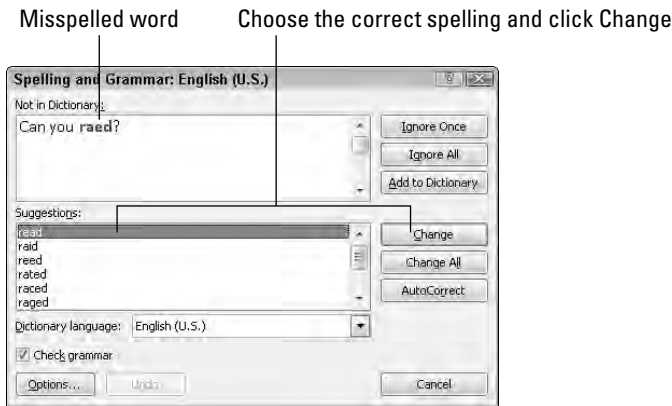 Misspelled word Choose the correct spelling and click Change
Spelling and Grammar: English (U.S.)
Not in Dictionary:
Can you raed?
Ignore Once
Ignore All
Add to Dictionary
Suggestions:
read
raid
reed
rated
raced
raged
Change
Change All
AutoCorrect
Dictionary language: English (U.S.)
Check grammar
Options... Undo Cancel